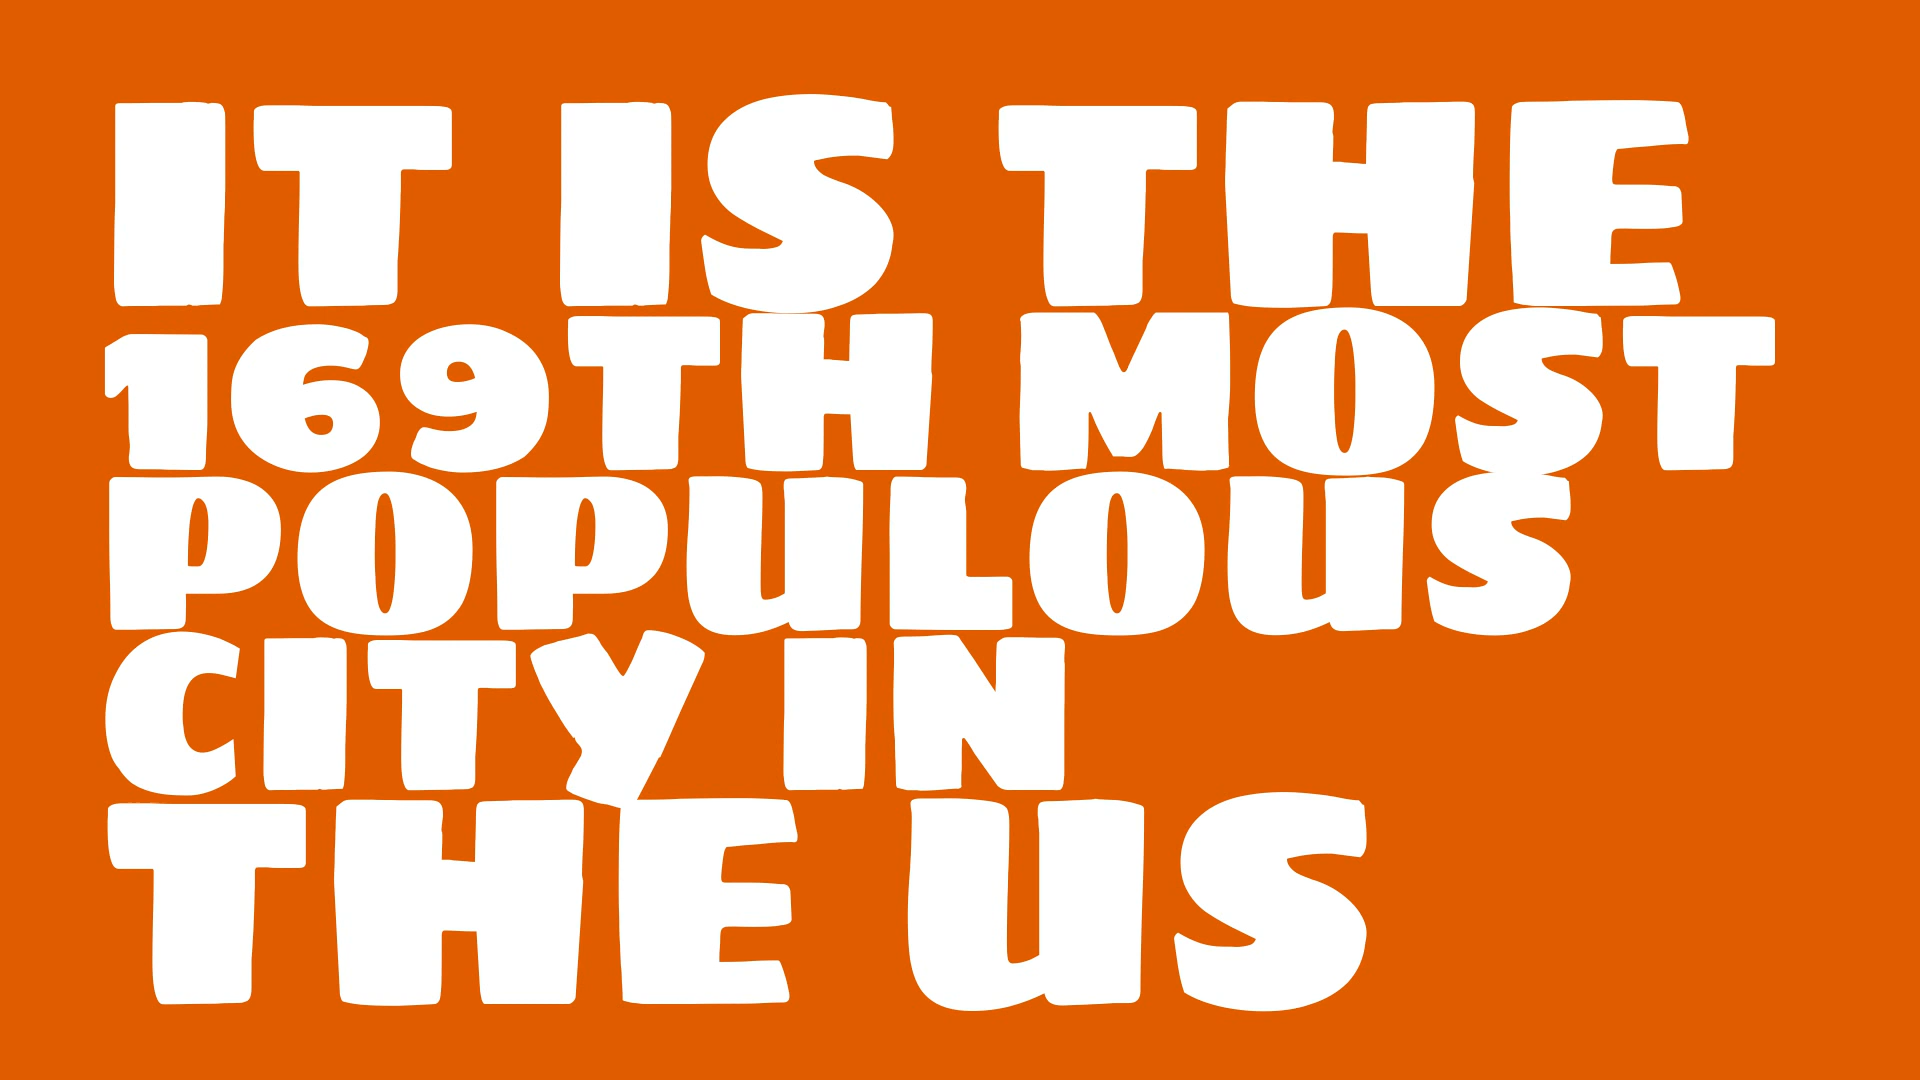 IT IS THE
169TH MOST
POPULOUS
CITY IN
THE US